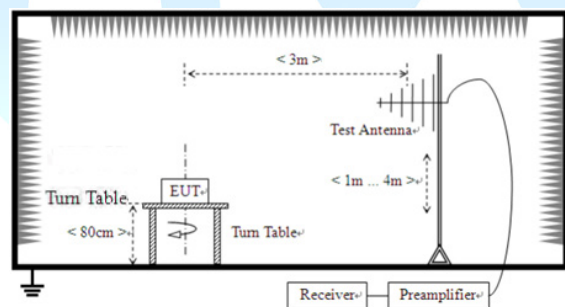 < 3m >
Test Antenna
< 1m ... 4m >
EUT
Turn Table
< 80cm >
Turn Table
Receiver
Preamplifier